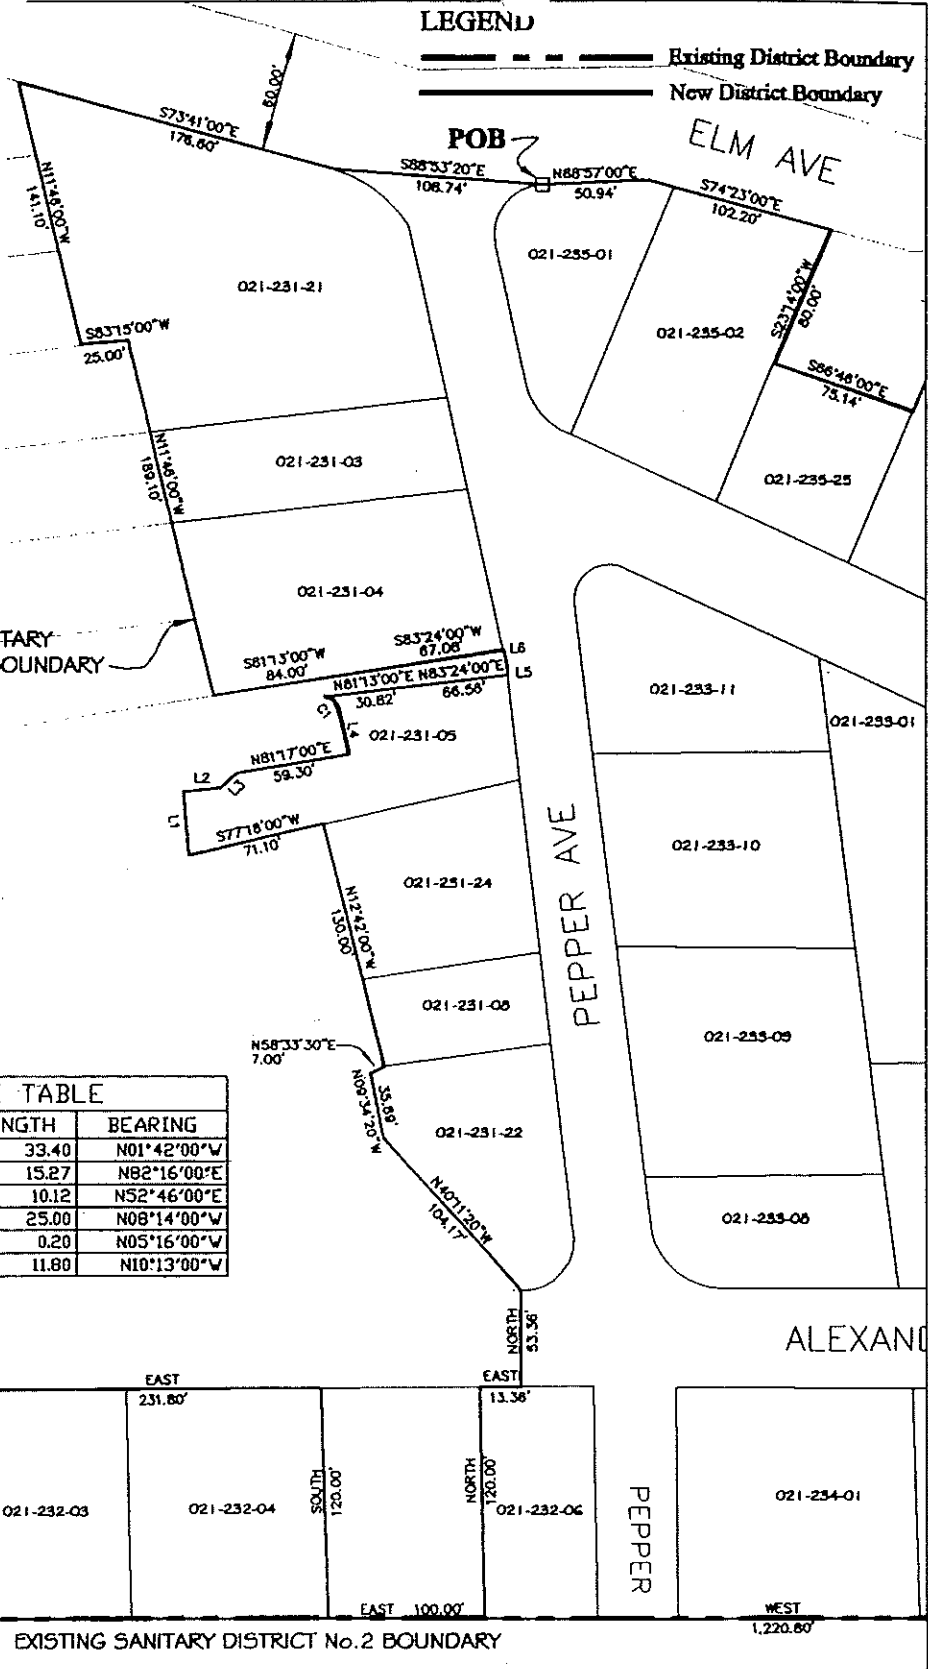 LEGEND
Existing District Boundary
New District Boundary
POB
ELM AVE
60.00'
S73°41'00"E
176.60'
S88°53'20"E
108.74'
N88°57'00"E
50.94'
S74°23'00"E
102.20'
N11°46'00"W
141.10'
021-231-21
021-235-01
021-235-02
S23°14'00"W
80.00'
S66°46'00"E
75.14'
S83°15'00"W
25.00'
N11°46'00"W
189.10'
021-231-03
021-235-25
021-231-04
TARY
OUNDARY
S81°13'00"W
84.00'
S83°24'00"W
67.06'
L6
N81°13'00"E
30.82'
N83°24'00"E
66.58'
L5
C1
L4
021-231-05
021-233-11
021-233-01
N81°17'00"E
59.30'
L2
L3
L1
S77°18'00"W
71.10'
021-233-10
021-231-24
PEPPER AVE
N12°42'00"W
130.00'
021-231-08
021-233-09
N58°33'30"E
7.00'
N09°34'20"W
35.89'
021-231-22
TABLE
NGTH BEARING
33.40 N01°42'00"W
15.27 N82°16'00"E
10.12 N52°46'00"E
25.00 N08°14'00"W
0.20 N05°16'00"W
11.80 N10°13'00"W
N40°11'20"W
104.17'
021-233-08
NORTH
53.36'
ALEXAND
EAST
231.80'
EAST
13.38'
021-232-03
021-232-04
SOUTH
120.00'
NORTH
120.00'
021-232-06
PEPPER
021-234-01
EAST 100.00'
WEST
1,220.80'
EXISTING SANITARY DISTRICT No.2 BOUNDARY